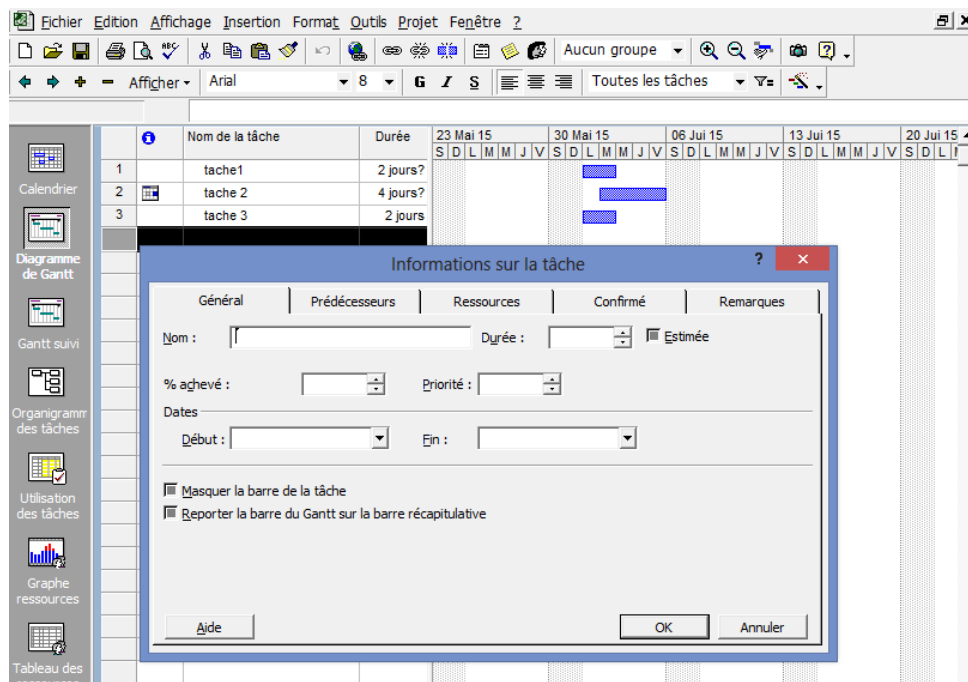 Fichier Edition Affichage Insertion Format Outils Projet Fenêtre ?
Aucun groupe
Afficher Arial 8 G I S Toutes les tâches
Nom de la tâche Durée 23 Mai 15 30 Mai 15 06 Jui 15 13 Jui 15 20 Jui 15
S D L M M J V S D L M M J V S D L M M J V S D L M M J V S D L
1 tache1 2 jours?
2 tache 2 4 jours?
3 tache 3 2 jours
Calendrier
Diagramme
de Gantt
Gantt suivi
Organigramm
des tâches
Utilisation
des tâches
Graphe
ressources
Tableau des
Informations sur la tâche ?
Général Prédécesseurs Ressources Confirmé Remarques
Nom : Durée : Estimée
% achevé : Priorité :
Dates
Début : Fin :
Masquer la barre de la tâche
Reporter la barre du Gantt sur la barre récapitulative
Aide OK Annuler